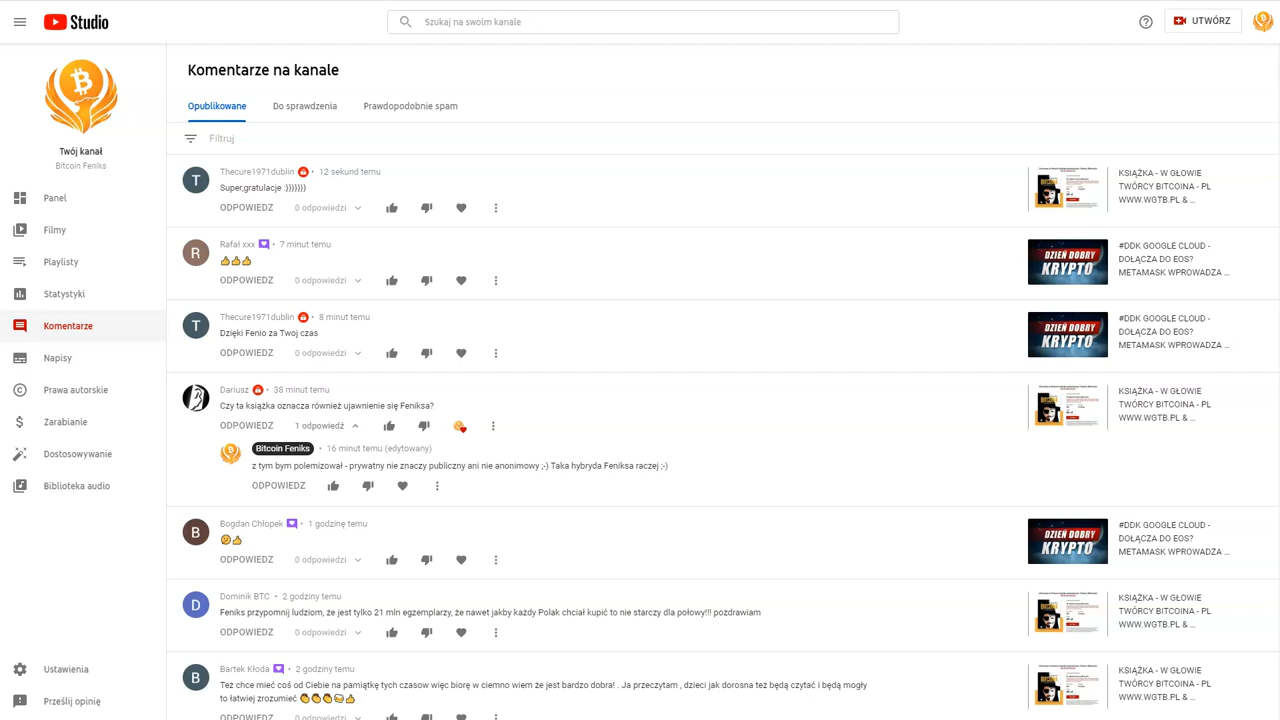 Studio
Szukaj na swoim kanale
UTWÓRZ
Twój kanał
Bitcoin Feniks
Panel
Filmy
Playlisty
Statystyki
Komentarze
Napisy
Prawa autorskie
Zarabianie
Dostosowywanie
Biblioteka audio
Ustawienia
Prześlij opinię
Komentarze na kanale
Opublikowane Do sprawdzenia Prawdopodobnie spam
Filtruj
Thecure1971dublin • 12 sekund temu
Super,gratulacje :)))))))
ODPOWIEDZ 0 odpowiedzi
KSIĄŻKA - W GŁOWIE
TWÓRCY BITCOINA - PL
WWW.WGTB.PL & ...
Rafał xxx • 7 minut temu
👍👍👍
ODPOWIEDZ 0 odpowiedzi
DZIEŃ DOBRY
KRYPTO
#DDK GOOGLE CLOUD -
DOŁĄCZA DO EOS?
METAMASK WPROWADZA ...
Thecure1971dublin • 8 minut temu
Dzięki Fenio za Twoj czas
ODPOWIEDZ 0 odpowiedzi
DZIEŃ DOBRY
KRYPTO
#DDK GOOGLE CLOUD -
DOŁĄCZA DO EOS?
METAMASK WPROWADZA ...
Dariusz • 38 minut temu
Czy ta książka oznacza również ujawnienie się Feniksa?
ODPOWIEDZ 1 odpowiedź
Bitcoin Feniks • 16 minut temu (edytowany)
z tym bym polemizował - prywatny nie znaczy publiczny ani nie anonimowy ;-) Taka hybryda Feniksa raczej ;-)
ODPOWIEDZ
KSIĄŻKA - W GŁOWIE
TWÓRCY BITCOINA - PL
WWW.WGTB.PL & ...
Bogdan Chłopek • 1 godzinę temu
ODPOWIEDZ 0 odpowiedzi
DZIEŃ DOBRY
KRYPTO
#DDK GOOGLE CLOUD -
DOŁĄCZA DO EOS?
METAMASK WPROWADZA ...
Dominik BTC • 2 godziny temu
Feniks przypomnij ludziom, że jest tylko 21 mln egzemplarzy, że nawet jakby każdy Polak chciał kupić to nie starczy dla połowy!!! pozdrawiam
ODPOWIEDZ 0 odpowiedzi
KSIĄŻKA - W GŁOWIE
TWÓRCY BITCOINA - PL
WWW.WGTB.PL & ...
Bartek Kłoda • 2 godziny temu
Też chce mieć coś od Ciebie na pamięć tych czasow więc biorę w ciemno wiem że jest bardzo dobra . Ja przeczytam , dzieci jak dorosna też będą czytać i będą mogły
to łatwiej zrozumieć
ODPOWIEDZ 0 odpowiedzi
KSIĄŻKA - W GŁOWIE
TWÓRCY BITCOINA - PL
WWW.WGTB.PL & ...